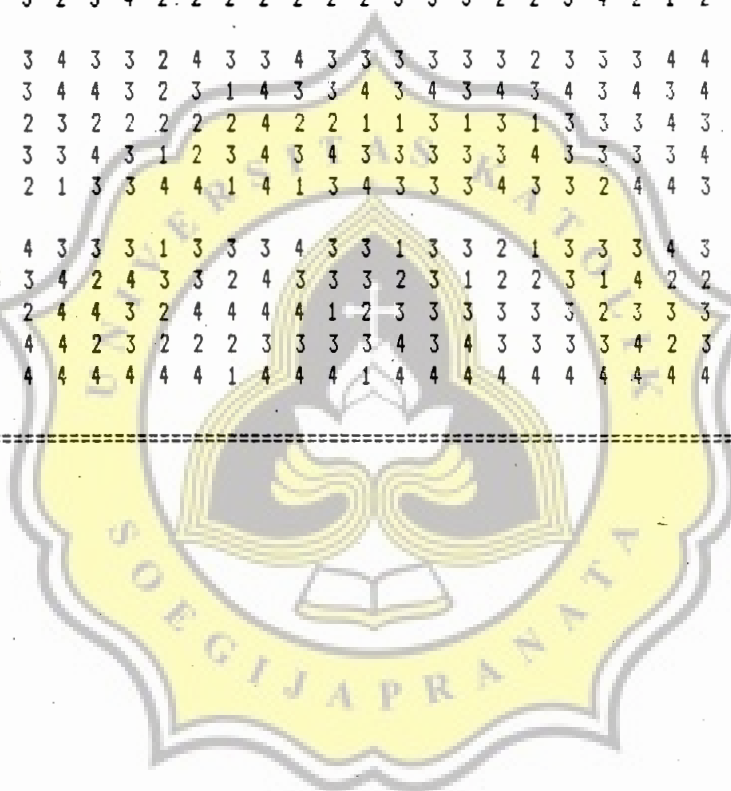 3 4 3 3 2 4 3 3 4 3 3 3 3 3 3 2 3 3 3 4 4
3 4 4 3 2 3 1 4 3 3 4 3 4 3 4 3 4 3 4 3 4
2 3 2 2 2 2 2 4 2 2 1 1 3 1 3 1 3 3 3 4 3
3 3 4 3 1 2 3 4 3 4 3 3 3 3 3 4 3 3 3 3 4
2 1 3 3 4 4 1 4 1 3 4 3 3 3 4 3 3 2 4 4 3
4 3 3 3 1 3 3 3 4 3 3 1 3 3 2 1 3 3 3 4 3
3 4 2 4 3 3 2 4 3 3 3 2 3 1 2 2 3 1 4 2 2
2 4 4 3 2 4 4 4 4 1 2 3 3 3 3 3 3 2 3 3 3
4 4 2 3 2 2 2 3 3 3 3 4 3 4 3 3 3 3 4 2 3
4 4 4 4 4 4 1 4 4 4 1 4 4 4 4 4 4 4 4 4 4
UNIVERSITAS KATOLIK
SOEGIJAPRANATA